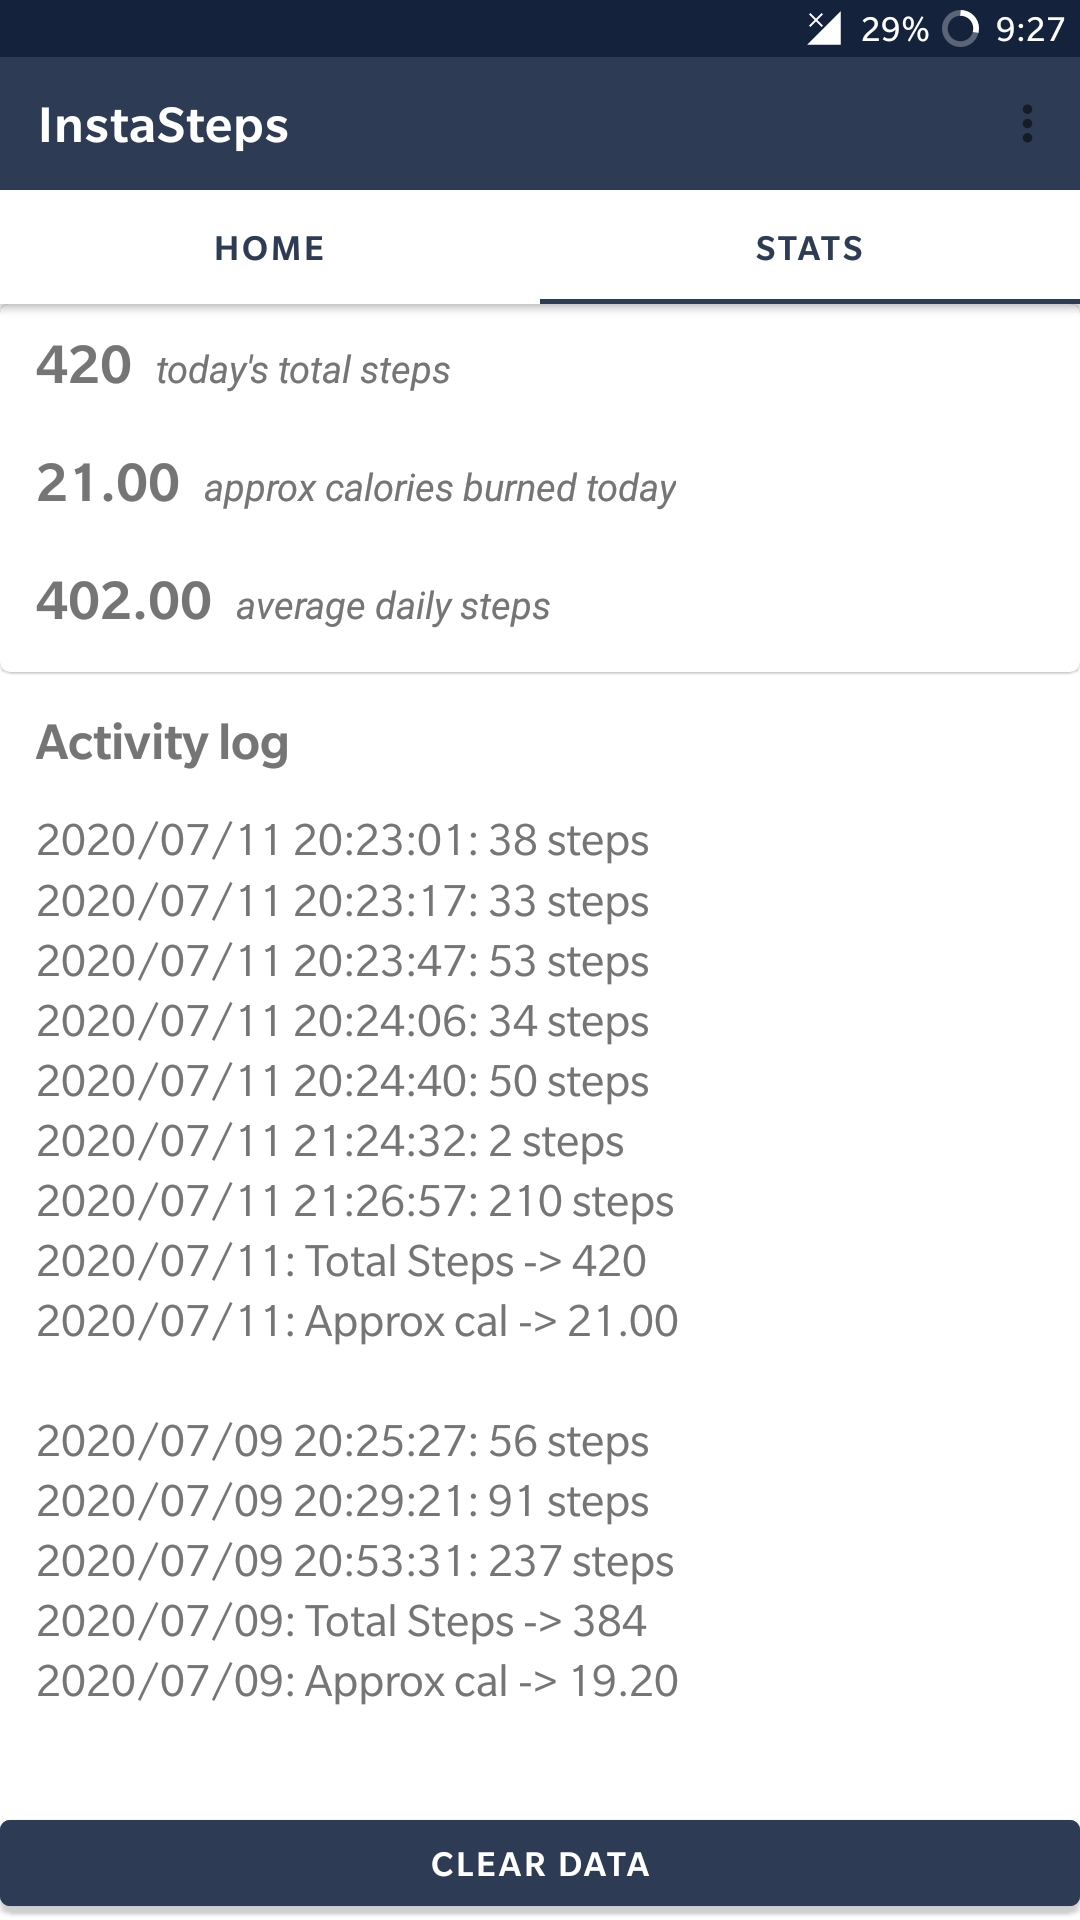 29% 9:27
InstaSteps
HOME STATS
420 today's total steps
21.00 approx calories burned today
402.00 average daily steps
Activity log
2020/07/11 20:23:01: 38 steps
2020/07/11 20:23:17: 33 steps
2020/07/11 20:23:47: 53 steps
2020/07/11 20:24:06: 34 steps
2020/07/11 20:24:40: 50 steps
2020/07/11 21:24:32: 2 steps
2020/07/11 21:26:57: 210 steps
2020/07/11: Total Steps -> 420
2020/07/11: Approx cal -> 21.00
2020/07/09 20:25:27: 56 steps
2020/07/09 20:29:21: 91 steps
2020/07/09 20:53:31: 237 steps
2020/07/09: Total Steps -> 384
2020/07/09: Approx cal -> 19.20
CLEAR DATA